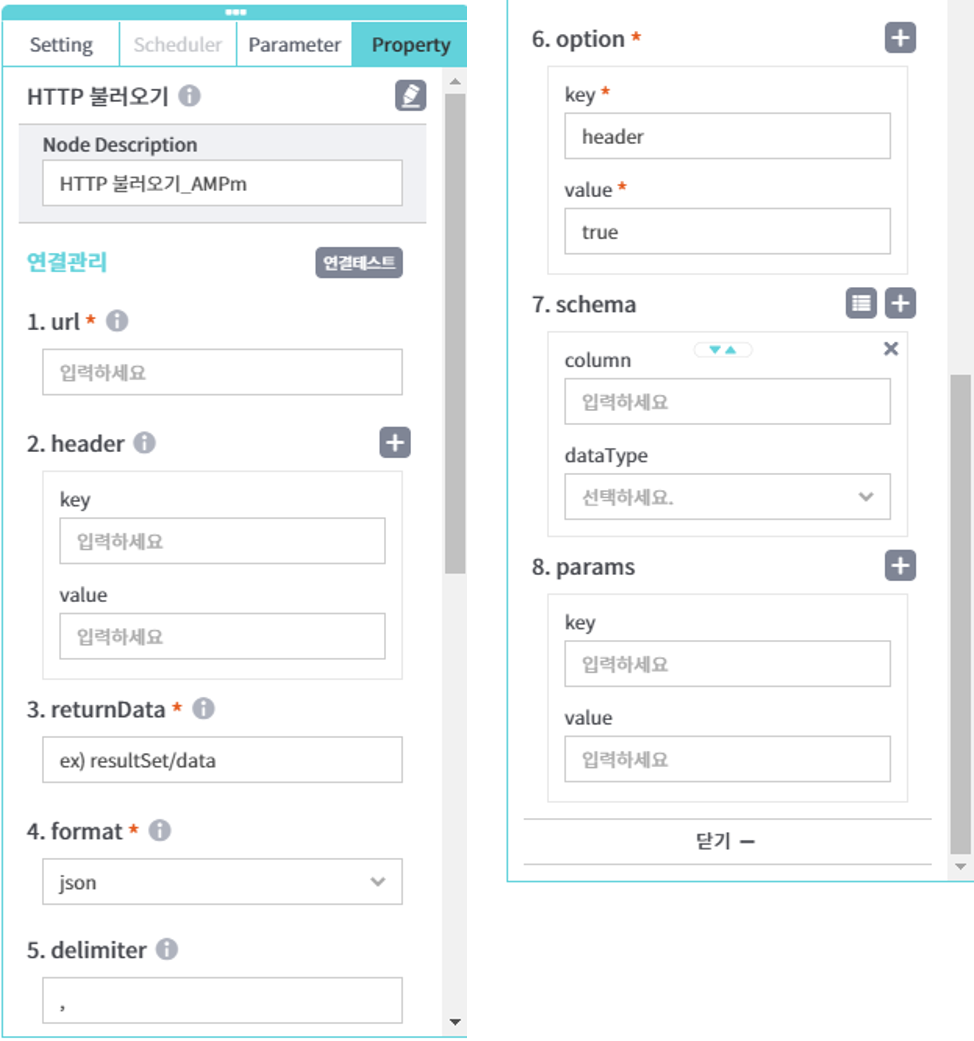 Setting Scheduler Parameter Property
HTTP 불러오기
Node Description
HTTP 불러오기_AMPm
연결관리 연결테스트
1. url *
입력하세요
2. header
key
입력하세요
value
입력하세요
3. returnData *
ex) resultSet/data
4. format *
json
5. delimiter
,
6. option *
key *
header
value *
true
7. schema
column
입력하세요
dataType
선택하세요.
8. params
key
입력하세요
value
입력하세요
닫기 –